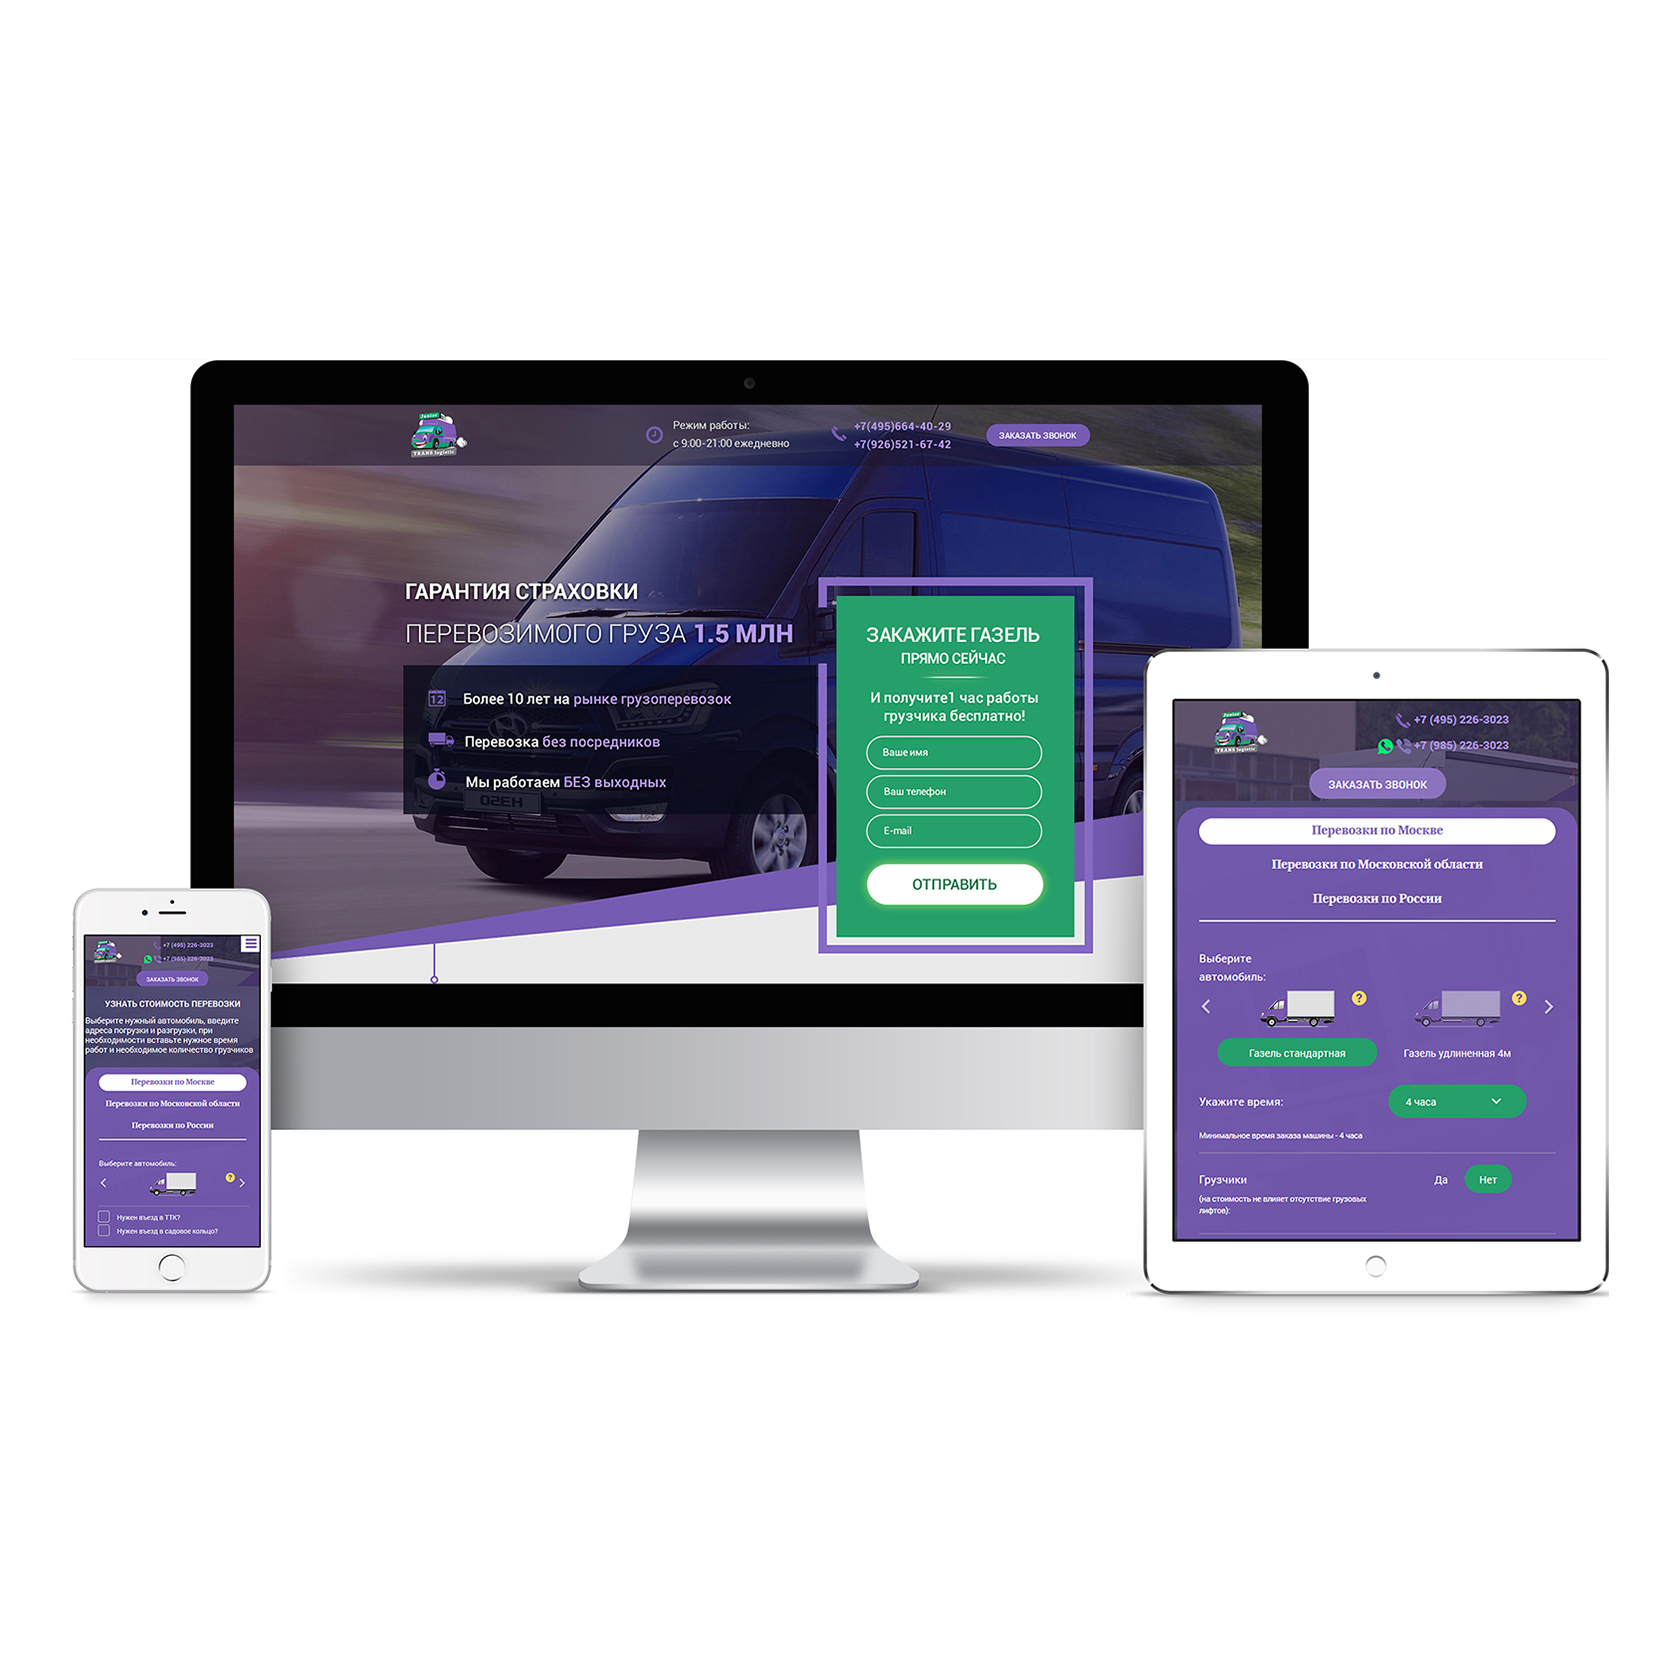 Junior
TRANS logistic
Режим работы:
с 9:00-21:00 ежедневно
+7(495)664-40-29
+7(926)521-67-42
ЗАКАЗАТЬ ЗВОНОК
ГАРАНТИЯ СТРАХОВКИ
ПЕРЕВОЗИМОГО ГРУЗА 1.5 МЛН
12 Более 10 лет на рынке грузоперевозок
Перевозка без посредников
Мы работаем БЕЗ выходных
ЗАКАЖИТЕ ГАЗЕЛЬ
ПРЯМО СЕЙЧАС
И получите1 час работы
грузчика бесплатно!
Ваше имя
Ваш телефон
E-mail
ОТПРАВИТЬ
+7 (495) 226-3023
+7 (985) 226-3023
ЗАКАЗАТЬ ЗВОНОК
УЗНАТЬ СТОИМОСТЬ ПЕРЕВОЗКИ
Выберите нужный автомобиль, введите
адреса погрузки и разгрузки, при
необходимости вставьте нужное время
работ и необходимое количество грузчиков
Перевозки по Москве
Перевозки по Московской области
Перевозки по России
Выберите автомобиль:
?
Нужен въезд в ТТК?
Нужен въезд в садовое кольцо?
Junior
TRANS logistic
+7 (495) 226-3023
+7 (985) 226-3023
ЗАКАЗАТЬ ЗВОНОК
Перевозки по Москве
Перевозки по Московской области
Перевозки по России
Выберите
автомобиль:
? ?
Газель стандартная Газель удлиненная 4м
Укажите время: 4 часа
Минимальное время заказа машины - 4 часа
Грузчики Да Нет
(на стоимость не влияет отсутствие грузовых
лифтов):